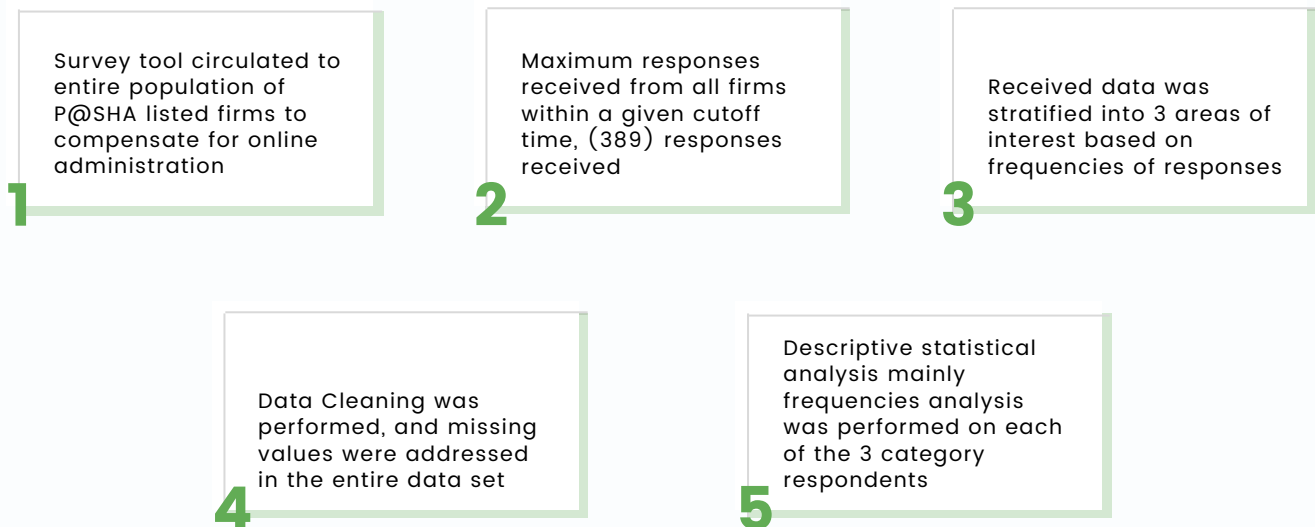 Survey tool circulated to
entire population of
P@SHA listed firms to
compensate for online
administration
1
Maximum responses
received from all firms
within a given cutoff
time, (389) responses
received
2
Received data was
stratified into 3 areas of
interest based on
frequencies of responses
3
Data Cleaning was
performed, and missing
values were addressed
in the entire data set
4
Descriptive statistical
analysis mainly
frequencies analysis
was performed on each
of the 3 category
respondents
5